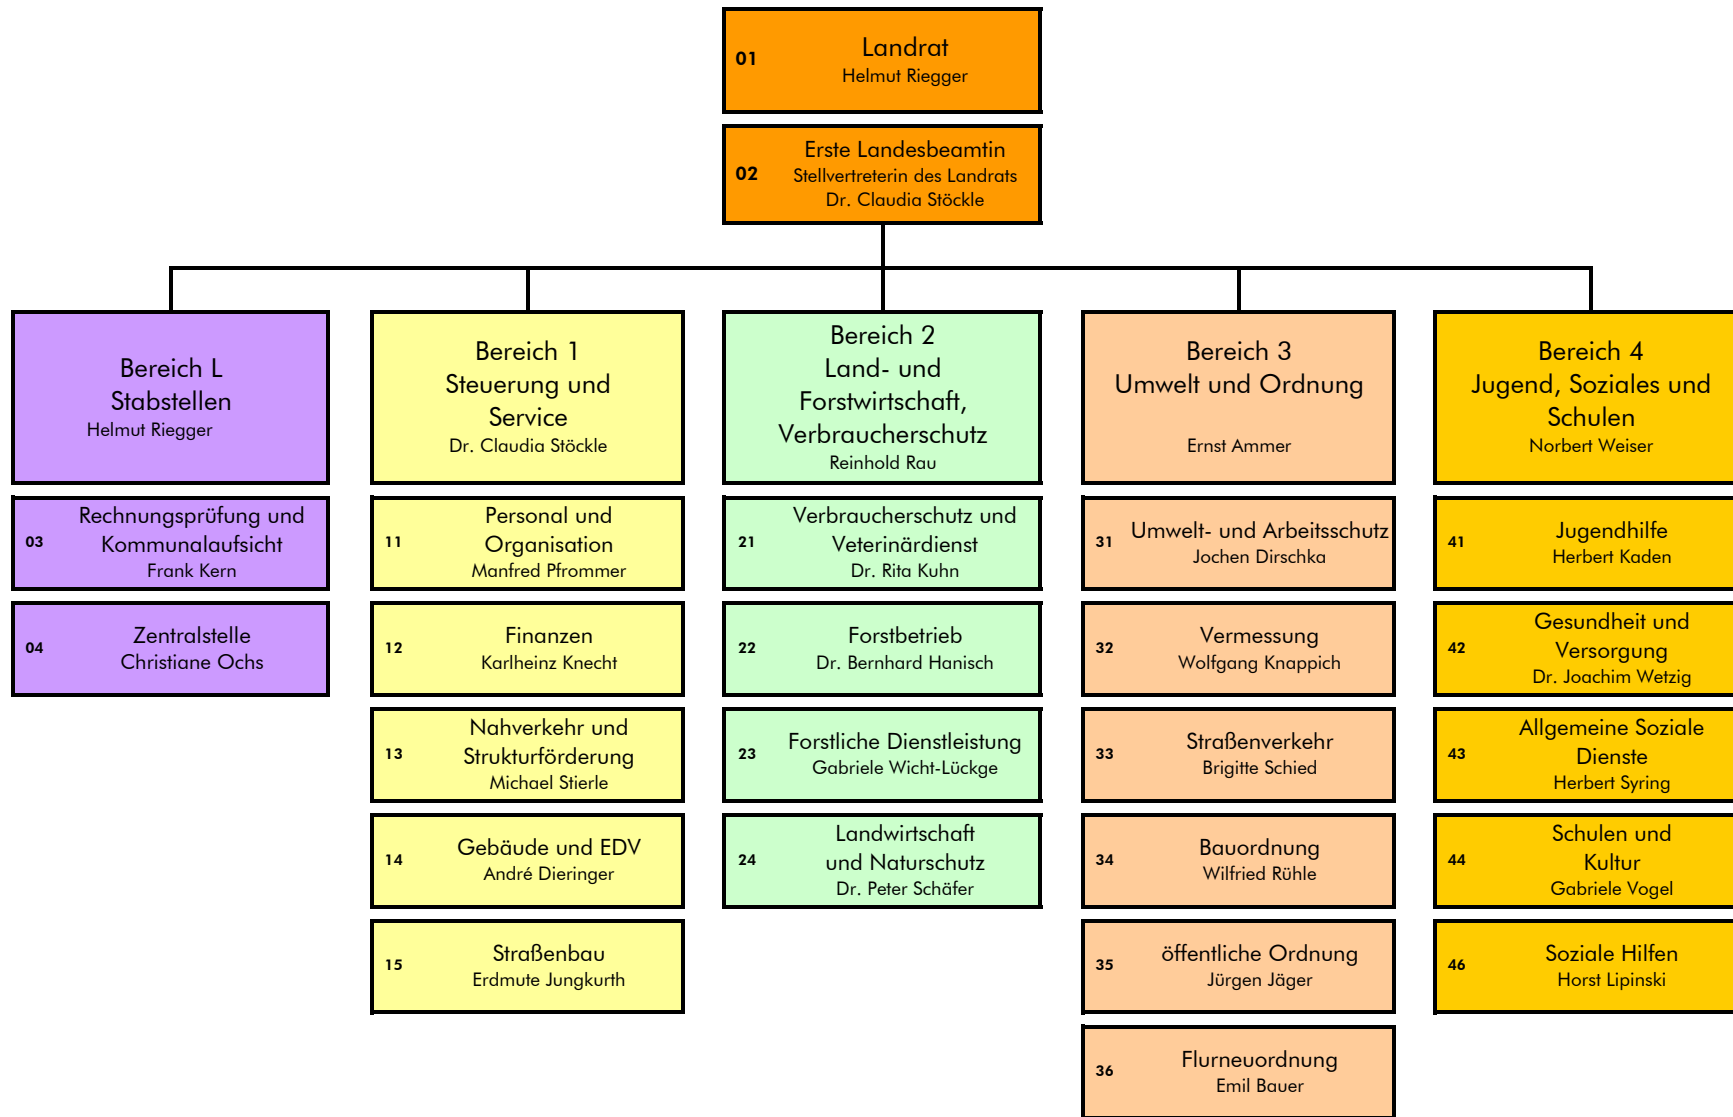 01
Landrat
Helmut Riegger
02
Erste Landesbeamtin
Stellvertreterin des Landrats
Dr. Claudia Stöckle
Bereich L
Stabstellen
Helmut Riegger
03
Rechnungsprüfung und
Kommunalaufsicht
Frank Kern
04
Zentralstelle
Christiane Ochs
Bereich 1
Steuerung und
Service
Dr. Claudia Stöckle
11
Personal und
Organisation
Manfred Pfrommer
12
Finanzen
Karlheinz Knecht
13
Nahverkehr und
Strukturförderung
Michael Stierle
14
Gebäude und EDV
André Dieringer
15
Straßenbau
Erdmute Jungkurth
Bereich 2
Land- und
Forstwirtschaft,
Verbraucherschutz
Reinhold Rau
21
Verbraucherschutz und
Veterinärdienst
Dr. Rita Kuhn
22
Forstbetrieb
Dr. Bernhard Hanisch
23
Forstliche Dienstleistung
Gabriele Wicht-Lückge
24
Landwirtschaft
und Naturschutz
Dr. Peter Schäfer
Bereich 3
Umwelt und Ordnung
Ernst Ammer
31
Umwelt- und Arbeitsschutz
Jochen Dirschka
32
Vermessung
Wolfgang Knappich
33
Straßenverkehr
Brigitte Schied
34
Bauordnung
Wilfried Rühle
35
öffentliche Ordnung
Jürgen Jäger
36
Flurneuordnung
Emil Bauer
Bereich 4
Jugend, Soziales und
Schulen
Norbert Weiser
41
Jugendhilfe
Herbert Kaden
42
Gesundheit und
Versorgung
Dr. Joachim Wetzig
43
Allgemeine Soziale
Dienste
Herbert Syring
44
Schulen und
Kultur
Gabriele Vogel
46
Soziale Hilfen
Horst Lipinski